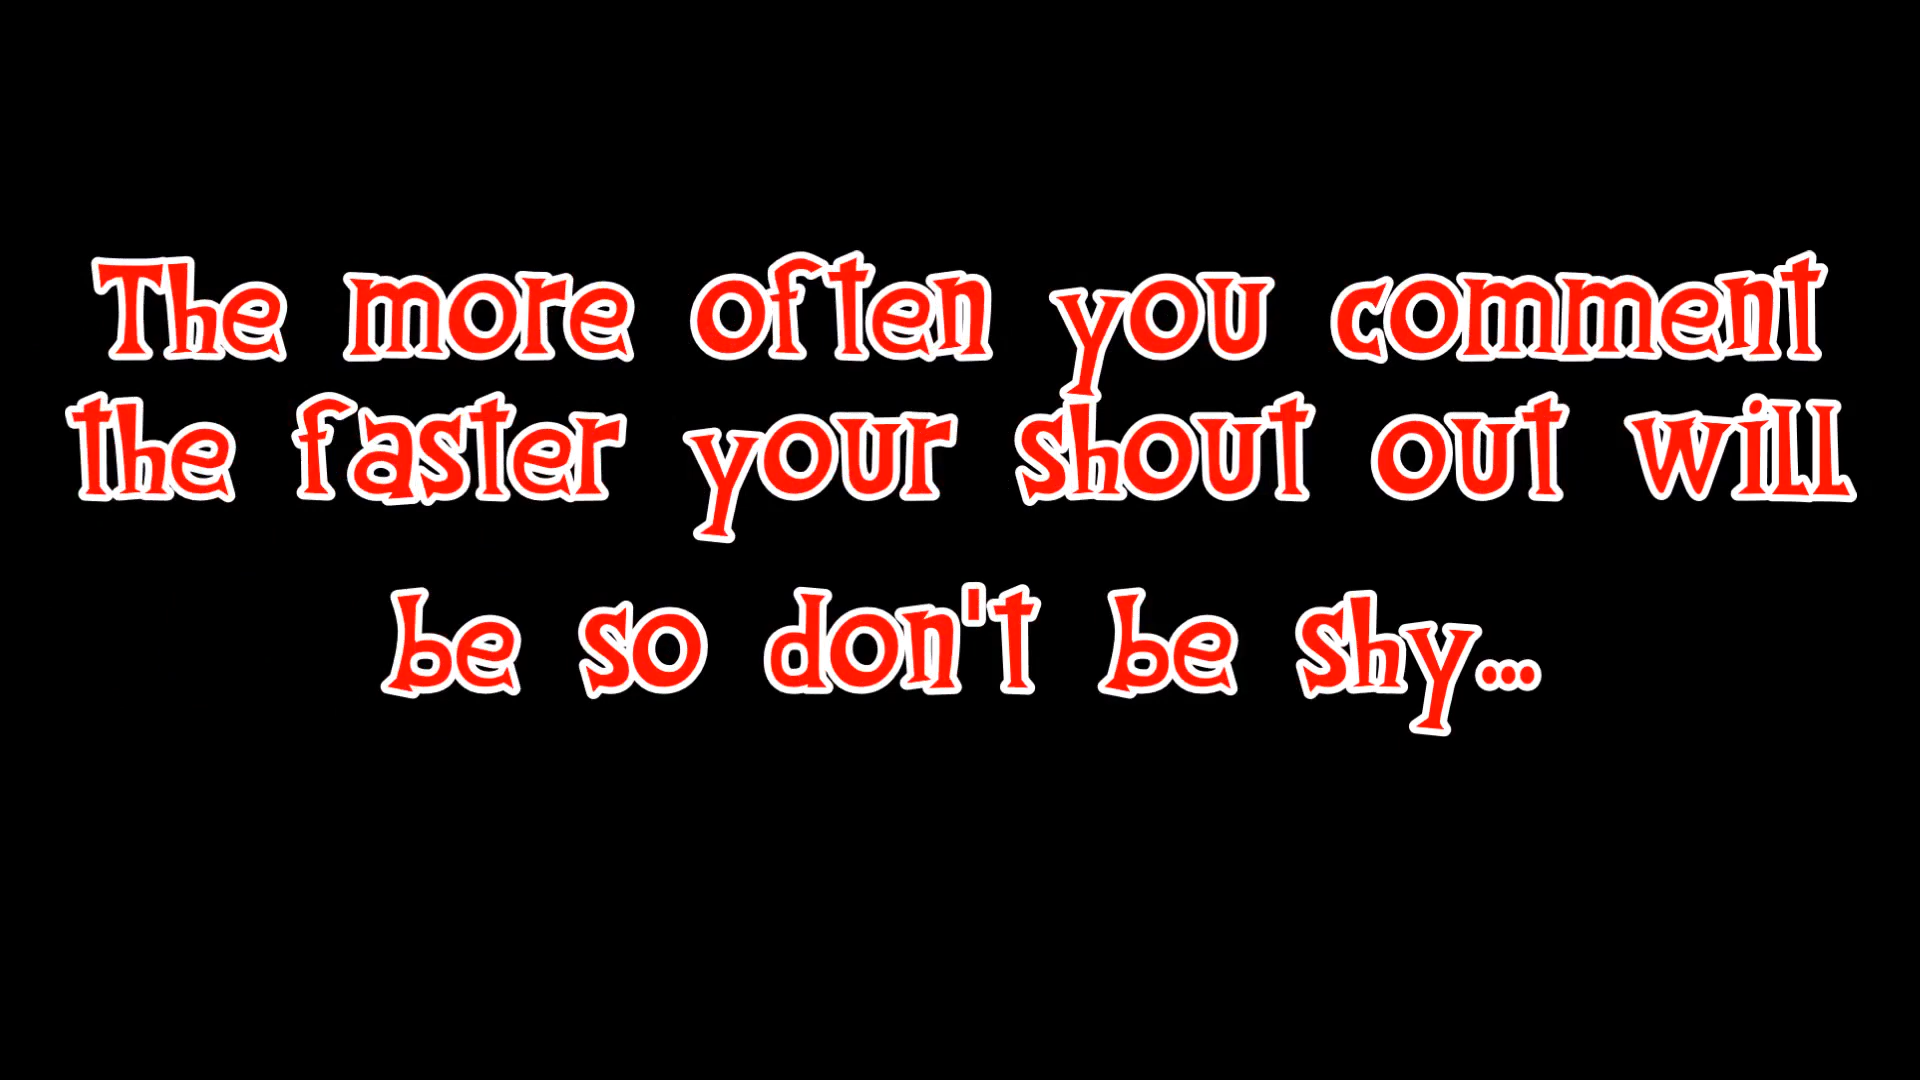 The more often you comment
the faster your shout out will
be so don't be shy...